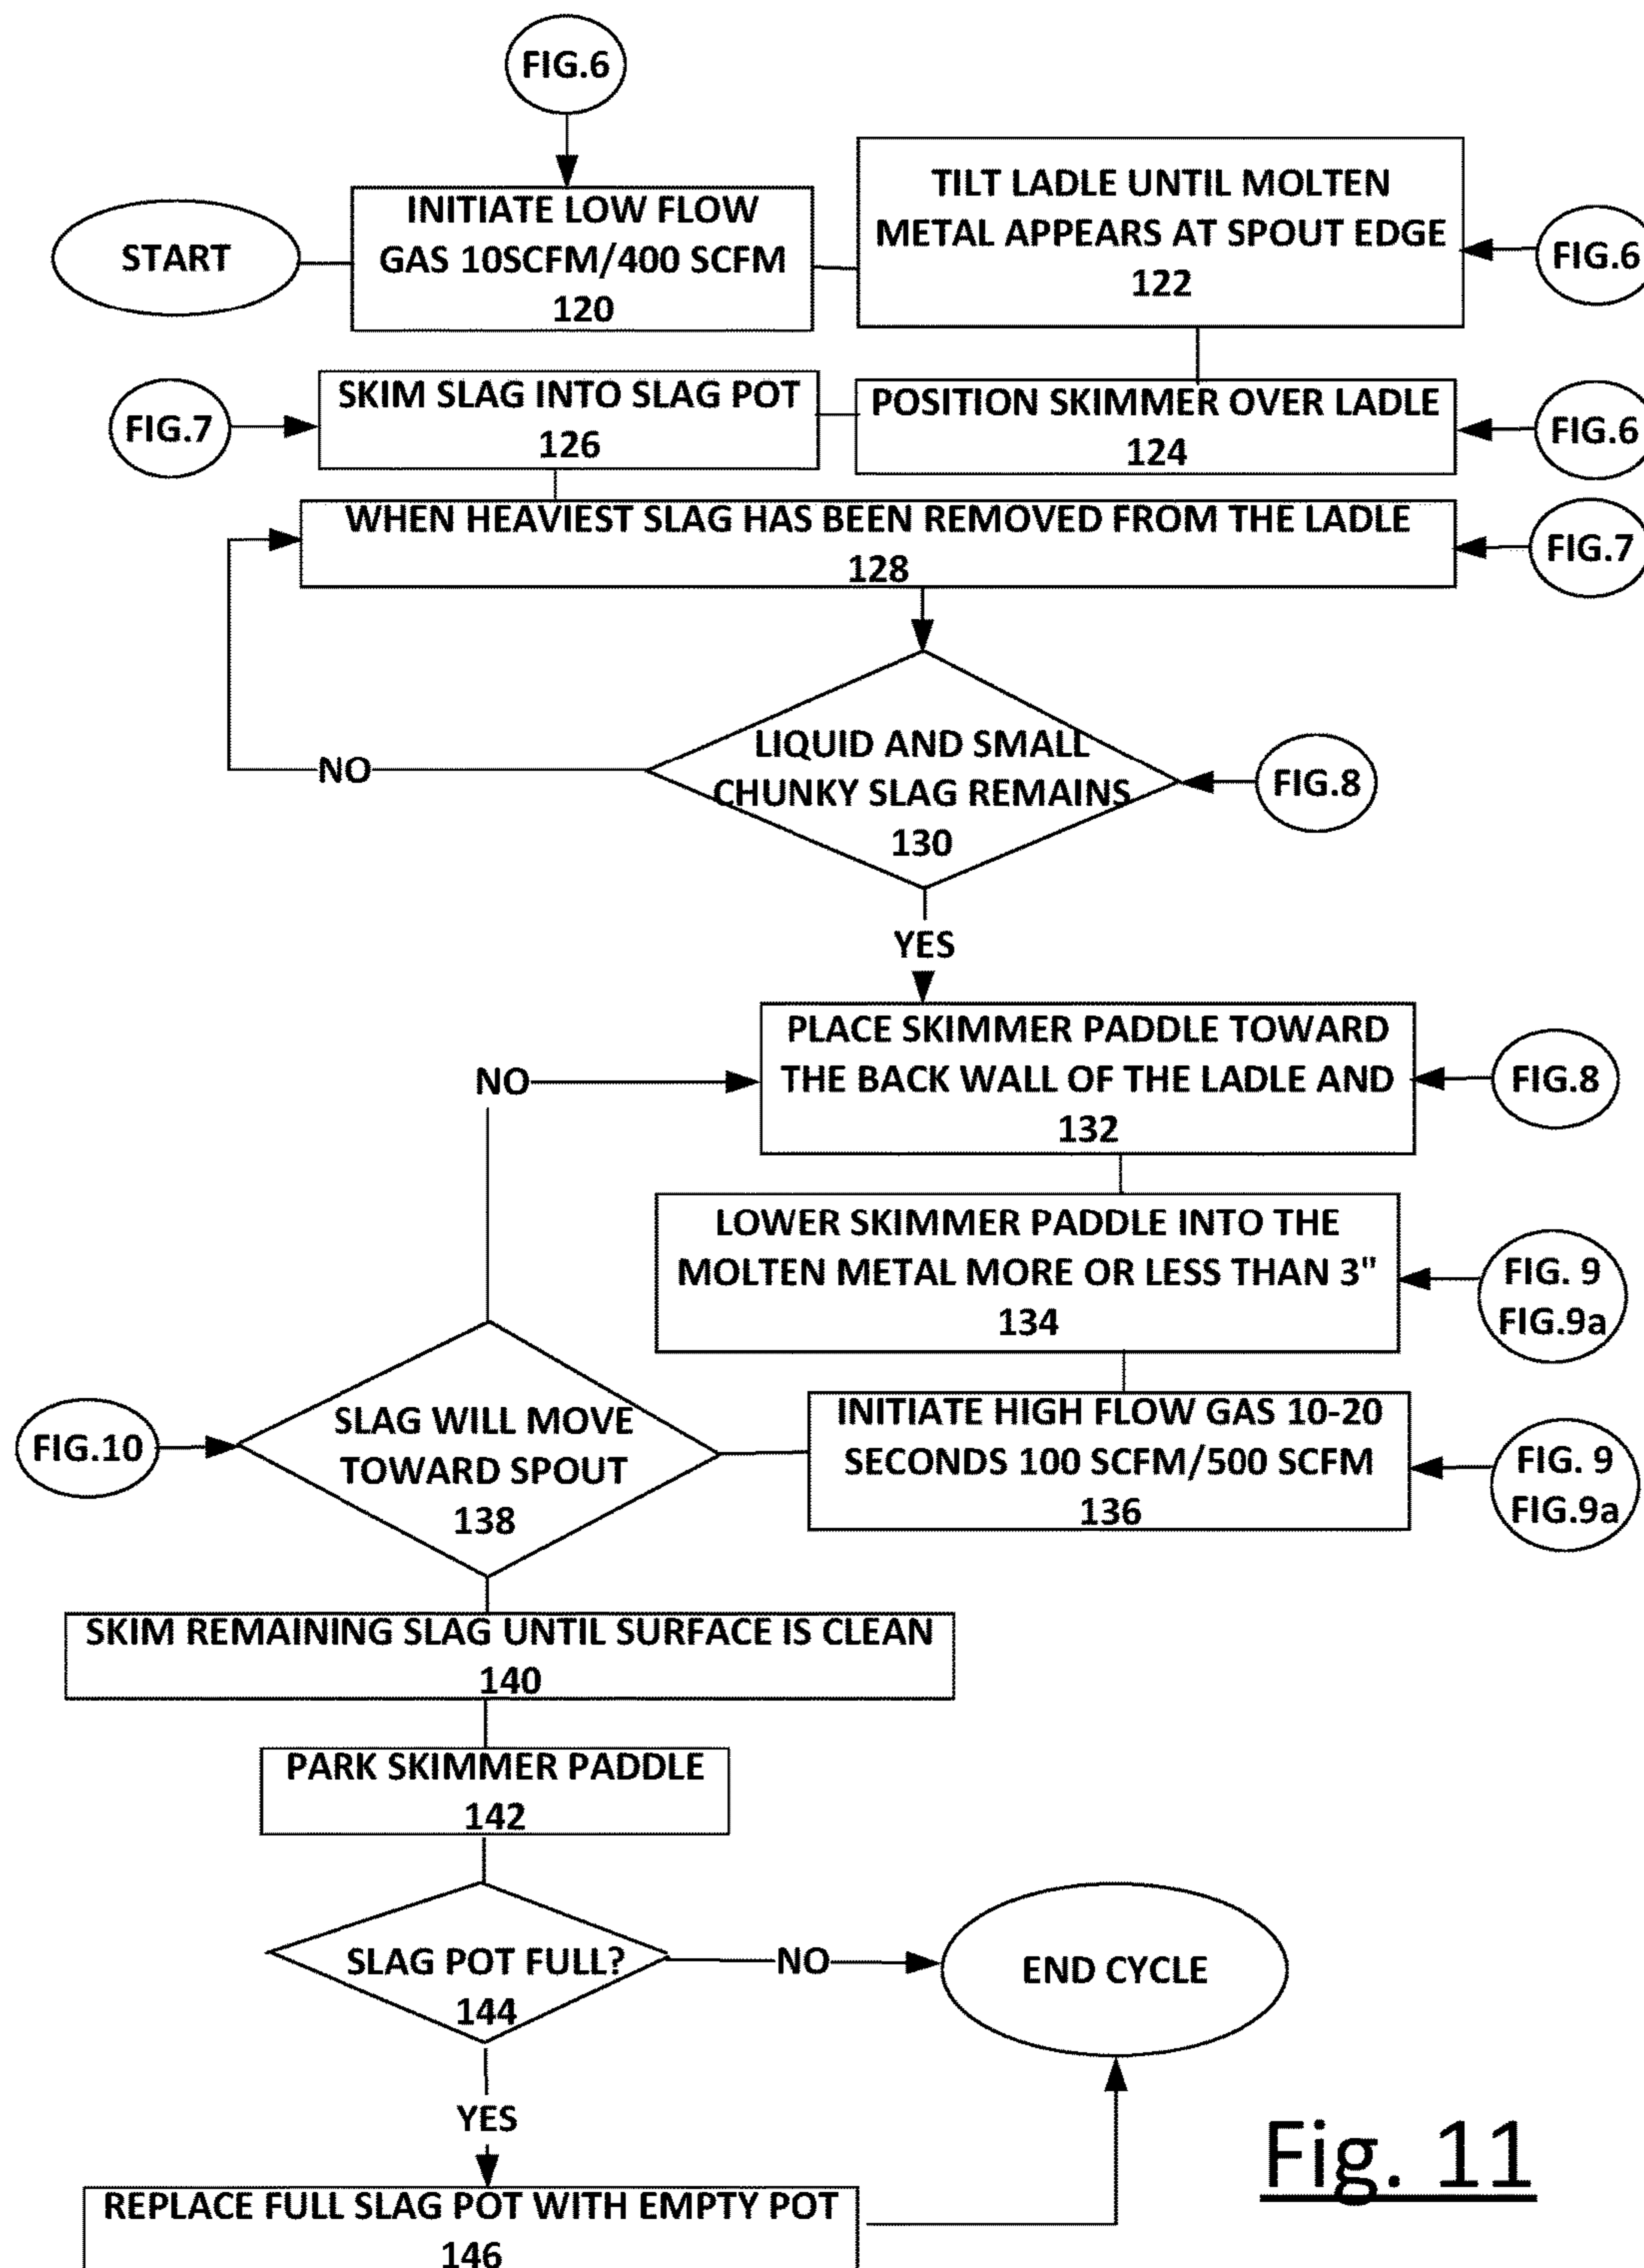 FIG.6
START
INITIATE LOW FLOW
GAS 10SCFM/400 SCFM
120
TILT LADLE UNTIL MOLTEN
METAL APPEARS AT SPOUT EDGE
122
FIG.6
FIG.7
SKIM SLAG INTO SLAG POT
126
POSITION SKIMMER OVER LADLE
124
FIG.6
WHEN HEAVIEST SLAG HAS BEEN REMOVED FROM THE LADLE
128
FIG.7
NO
LIQUID AND SMALL
CHUNKY SLAG REMAINS
130
FIG.8
YES
NO
PLACE SKIMMER PADDLE TOWARD
THE BACK WALL OF THE LADLE AND
132
FIG.8
LOWER SKIMMER PADDLE INTO THE
MOLTEN METAL MORE OR LESS THAN 3"
134
FIG. 9
FIG.9a
FIG.10
SLAG WILL MOVE
TOWARD SPOUT
138
INITIATE HIGH FLOW GAS 10-20
SECONDS 100 SCFM/500 SCFM
136
FIG. 9
FIG.9a
SKIM REMAINING SLAG UNTIL SURFACE IS CLEAN
140
PARK SKIMMER PADDLE
142
SLAG POT FULL?
144
NO
END CYCLE
YES
REPLACE FULL SLAG POT WITH EMPTY POT
146
Fig. 11